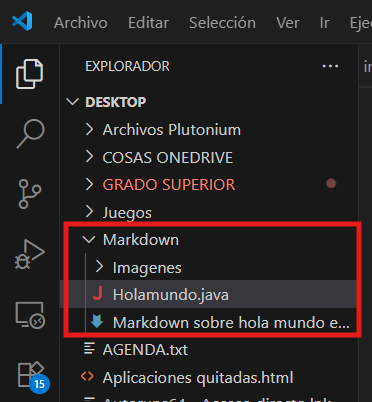 Archivo Editar Selección Ver Ir Ejec
EXPLORADOR ...
DESKTOP
Archivos Plutonium
COSAS ONEDRIVE
GRADO SUPERIOR
Juegos
Markdown
Imagenes
Holamundo.java
Markdown sobre hola mundo e...
AGENDA.txt
Aplicaciones quitadas.html
15